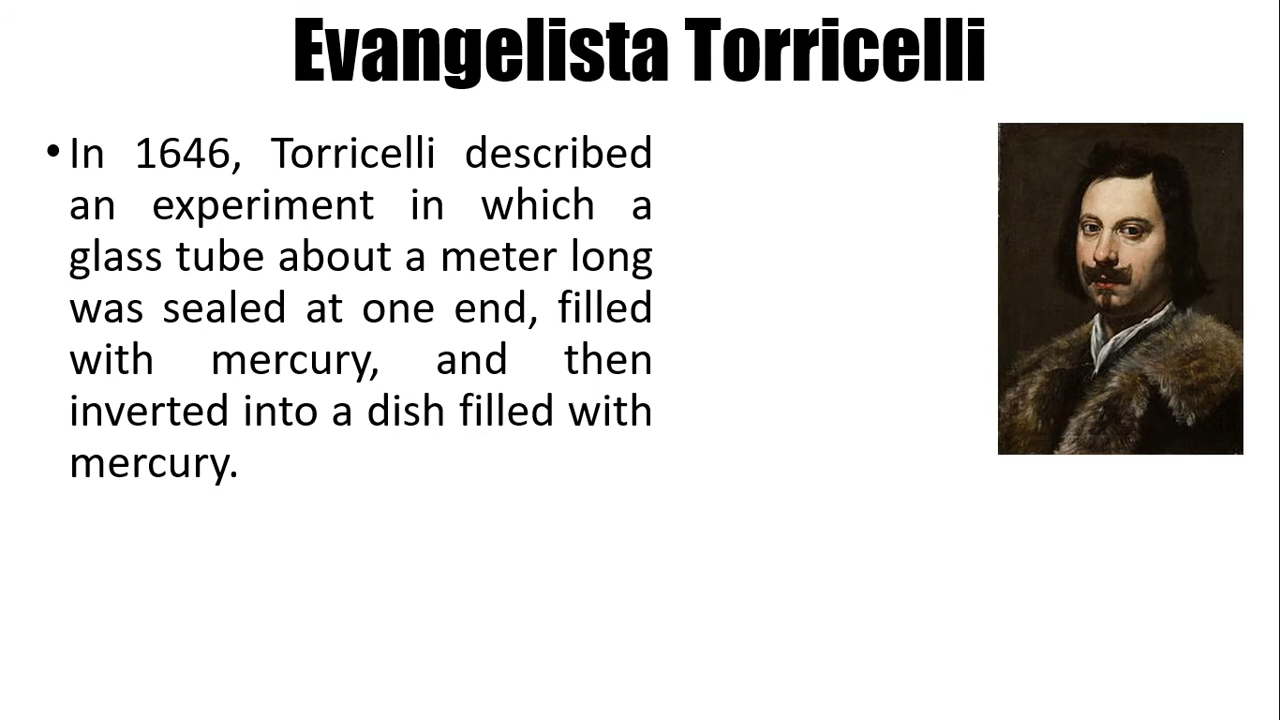 Evangelista Torricelli
• In 1646, Torricelli described
an experiment in which a
glass tube about a meter long
was sealed at one end, filled
with mercury, and then
inverted into a dish filled with
mercury.